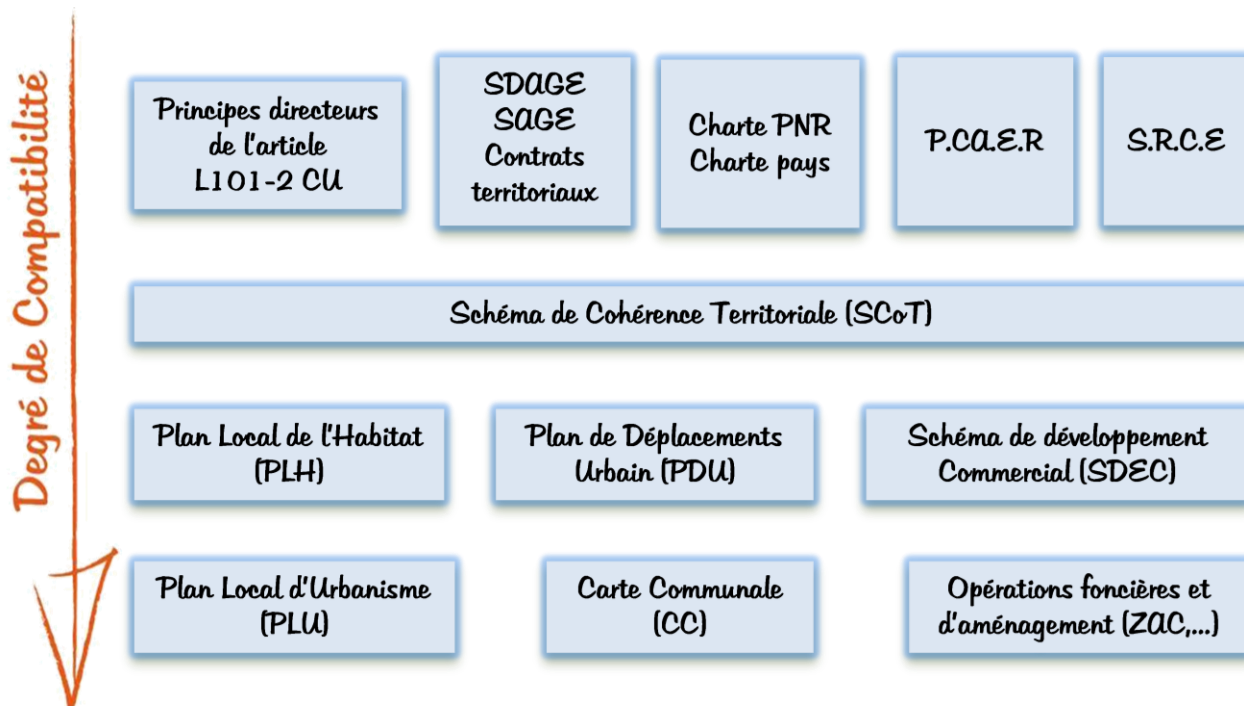 Degré de Compatibilité
Principes directeurs
de l'article
L101-2 CU
SDAGE
SAGE
Contrats
territoriaux
Charte PNR
Charte pays
P.CA.E.R
S.R.C.E
Schéma de Cohérence Territoriale (SCoT)
Plan Local de l'Habitat
(PLH)
Plan de Déplacements
Urbain (PDU)
Schéma de développement
Commercial (SDEC)
Plan Local d'Urbanisme
(PLU)
Carte Communale
(CC)
Opérations foncières et
d'aménagement (ZAC,...)